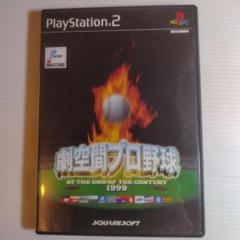 PlayStation 2
劇空間プロ野球
AT THE END OF THE CENTURY
1999
SQUARESOFT